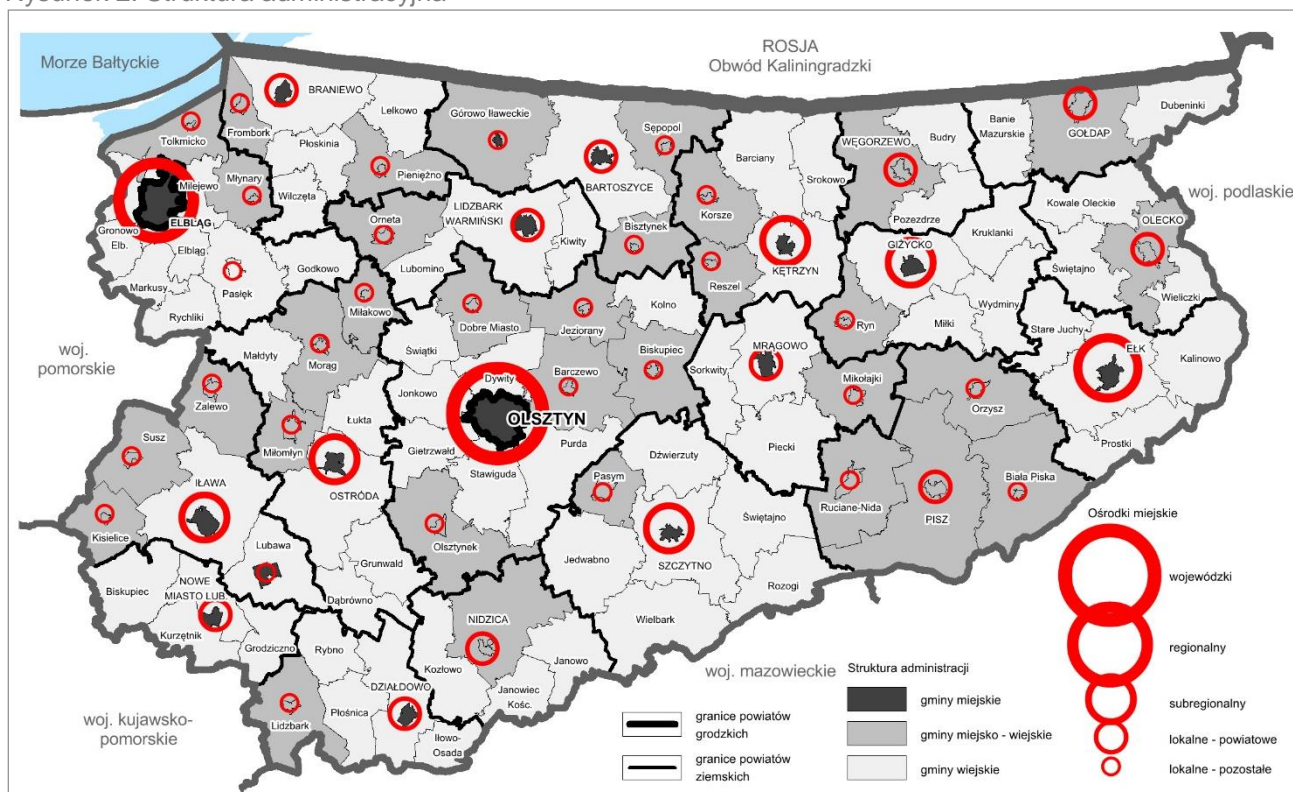 Rysunek 2. Struktura administracyjna
Morze Bałtyckie
ROSJA
Obwód Kaliningradzki
BRANIEWO
Lelkowo
Górowo Iławeckie
Sępopol
Banie
Mazurskie
GOŁDAP
Dubeninki
Frombork
Tolkmicko
Płoskinia
Pieniężno
BARTOSZYCE
Barciany
Srokowo
WĘGORZEWO
Budry
woj. podlaskie
Milejewo
Młynary
Wilczęta
Orneta
LIDZBARK
WARMIŃSKI
Kiwity
Bisztynek
Korsze
Pozezdrze
Kruklanki
Kowale Oleckie
OLECKO
ELBLĄG
Gronowo
Elb.
Elbląg
Godkowo
Lubomino
Reszel
KĘTRZYN
GIŻYCKO
Świętajno
Wieliczki
Markusy
Pasłęk
Rychliki
Miłakowo
Dobre Miasto
Jeziorany
Kolno
Ryn
Miłki
Wydminy
Stare Juchy
EŁK
Kalinowo
woj.
pomorskie
Małdyty
Morąg
Świątki
Dywity
Barczewo
Biskupiec
MRĄGOWO
Sorkwity
Mikołajki
Orzysz
Zalewo
Łukta
Jonkowo
OLSZTYN
Prostki
Susz
Miłomłyn
Gietrzwałd
Purda
Dźwierzuty
Piecki
Stawiguda
Pasym
Ruciane-Nida
PISZ
Biała Piska
Kisielice
IŁAWA
OSTRÓDA
Olsztynek
Jedwabno
SZCZYTNO
Świętajno
Lubawa
Grunwald
Rozogi
Biskupiec
NOWE
MIASTO LUB.
Dąbrówno
Wielbark
Kurzętnik
Grodziczno
Rybno
NIDZICA
Kozłowo
Janowo
Janowiec
Kośc.
Lidzbark
Płośnica
DZIAŁDOWO
Iłowo-
Osada
woj. kujawsko-
pomorskie
woj. mazowieckie
granice powiatów
grodzkich
granice powiatów
ziemskich
Struktura administracji
gminy miejskie
gminy miejsko - wiejskie
gminy wiejskie
Ośrodki miejskie
wojewódzki
regionalny
subregionalny
lokalne - powiatowe
lokalne - pozostałe